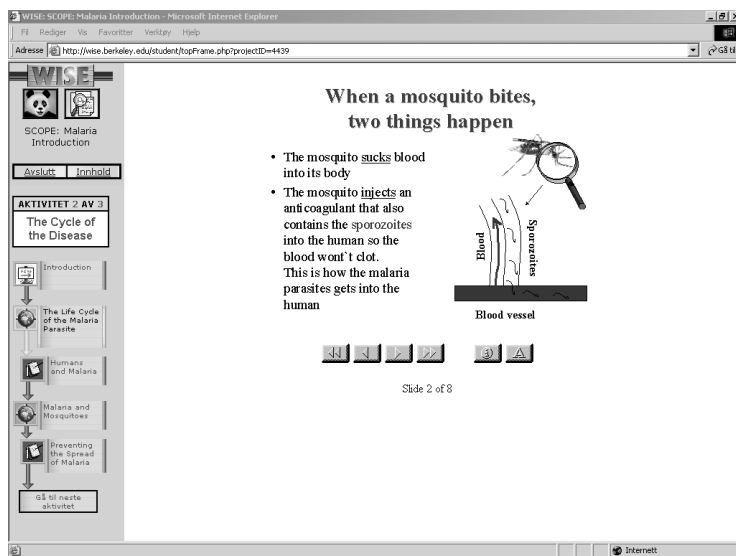 WISE: SCOPE: Malaria Introduction - Microsoft Internet Explorer
Fil Rediger Vis Favoritter Verktøy Hjelp
Adresse http://wise.berkeley.edu/student/topFrame.php?projectID=4439 Gå til
WISE
SCOPE: Malaria
Introduction
Avslutt Innhold
AKTIVITET 2 AV 3
The Cycle of
the Disease
Introduction
The Life Cycle
of the Malaria
Parasite
Humans
and Malaria
Malaria and
Mosquitoes
Preventing
the Spread
of Malaria
Gå til neste
aktivitet
When a mosquito bites,
two things happen
• The mosquito sucks blood
into its body
• The mosquito injects an
anticoagulant that also
contains the sporozoites
into the human so the
blood wont`t clot.
This is how the malaria
parasites gets into the
human
Blood
Sporozoites
Blood vessel
A
Slide 2 of 8
Internett